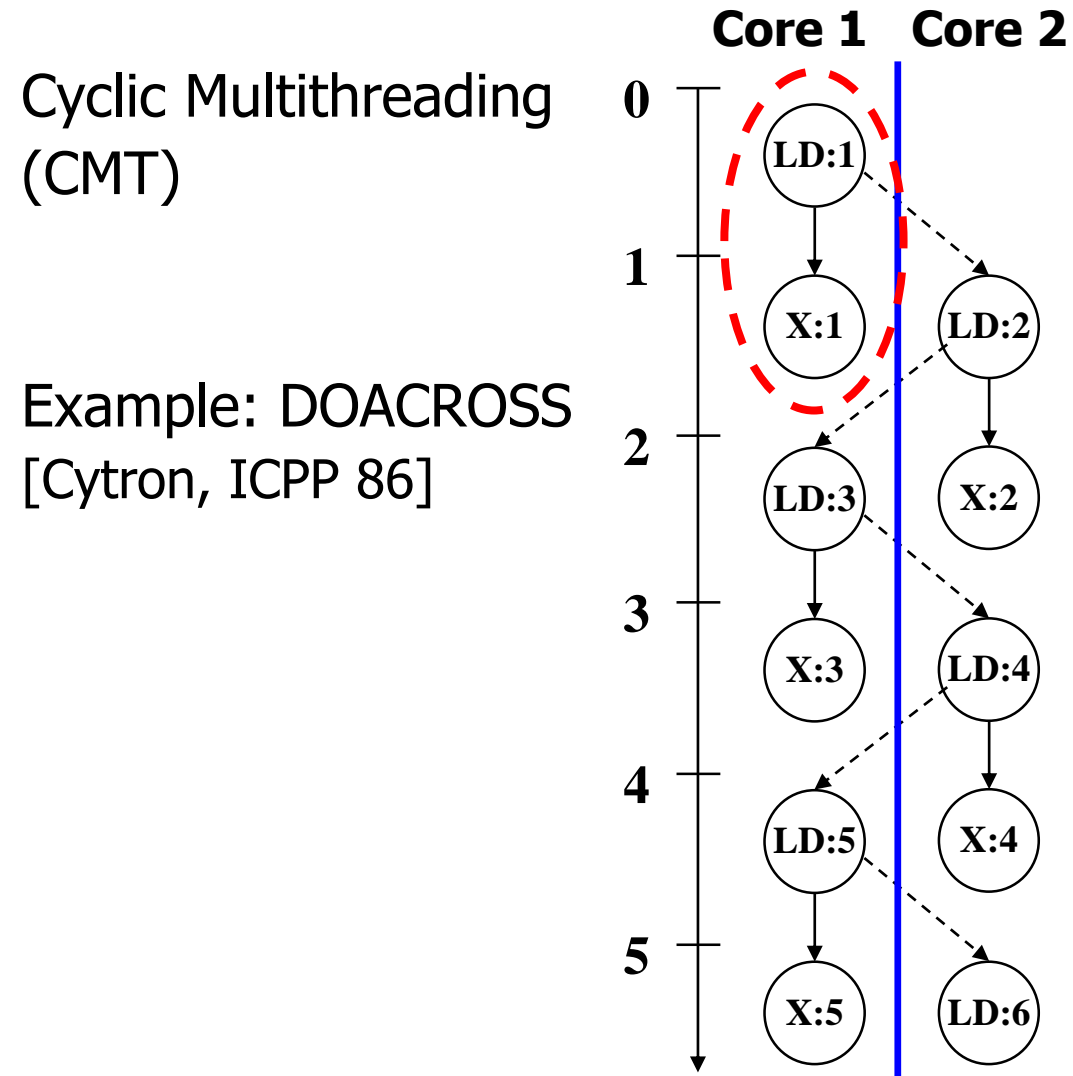 Core 1 Core 2
Cyclic Multithreading
(CMT)
Example: DOACROSS
[Cytron, ICPP 86]
0
LD:1
1
X:1 LD:2
2
LD:3 X:2
3
X:3 LD:4
4
LD:5 X:4
5
X:5 LD:6